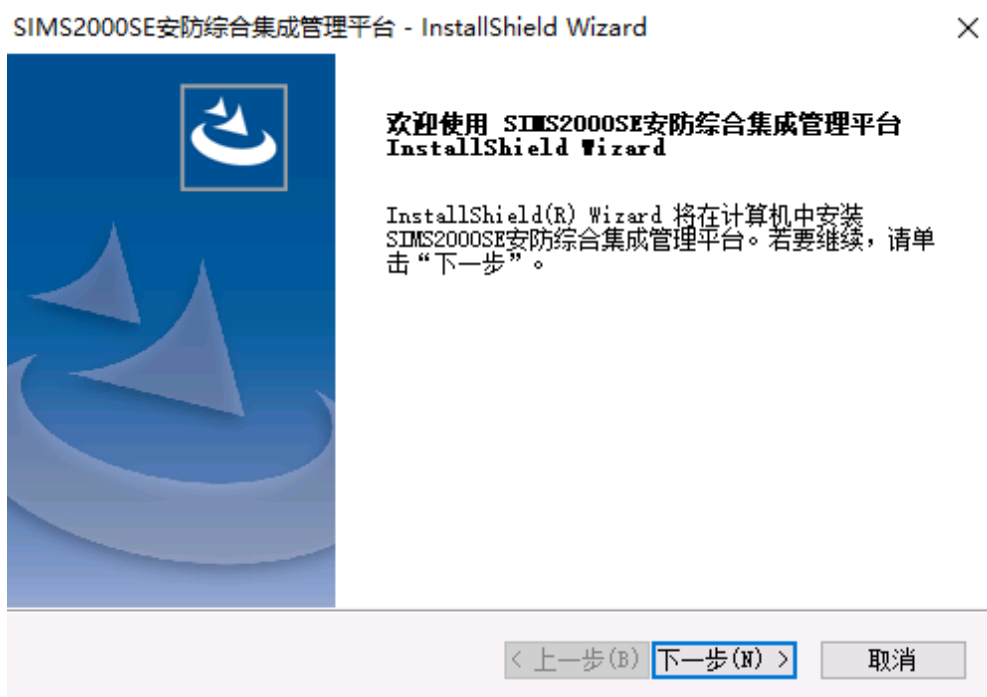 SIMS2000SE安防综合集成管理平台 - InstallShield Wizard
欢迎使用 SIMS2000SE安防综合集成管理平台
InstallShield Wizard
InstallShield(R) Wizard 将在计算机中安装
SIMS2000SE安防综合集成管理平台。若要继续，请单
击“下一步”。
< 上一步(B) 下一步(N) > 取消